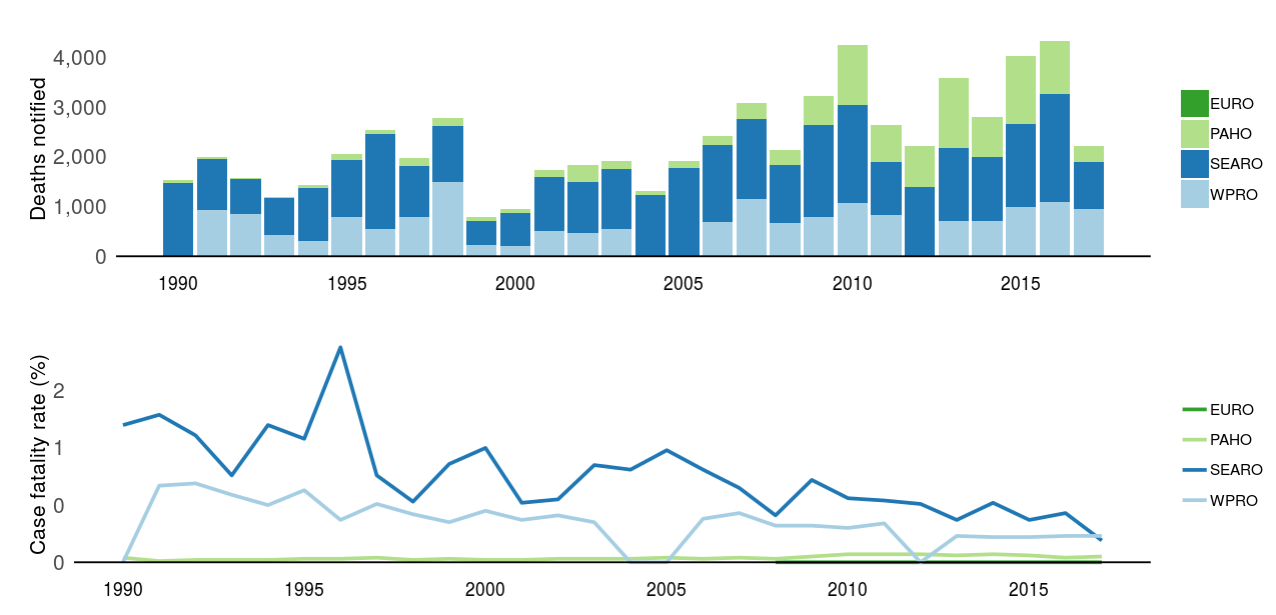 Deaths notified
4,000
3,000
2,000
1,000
0
1990 1995 2000 2005 2010 2015
EURO
PAHO
SEARO
WPRO
Case fatality rate (%)
2
1
0
0
1990 1995 2000 2005 2010 2015
EURO
PAHO
SEARO
WPRO